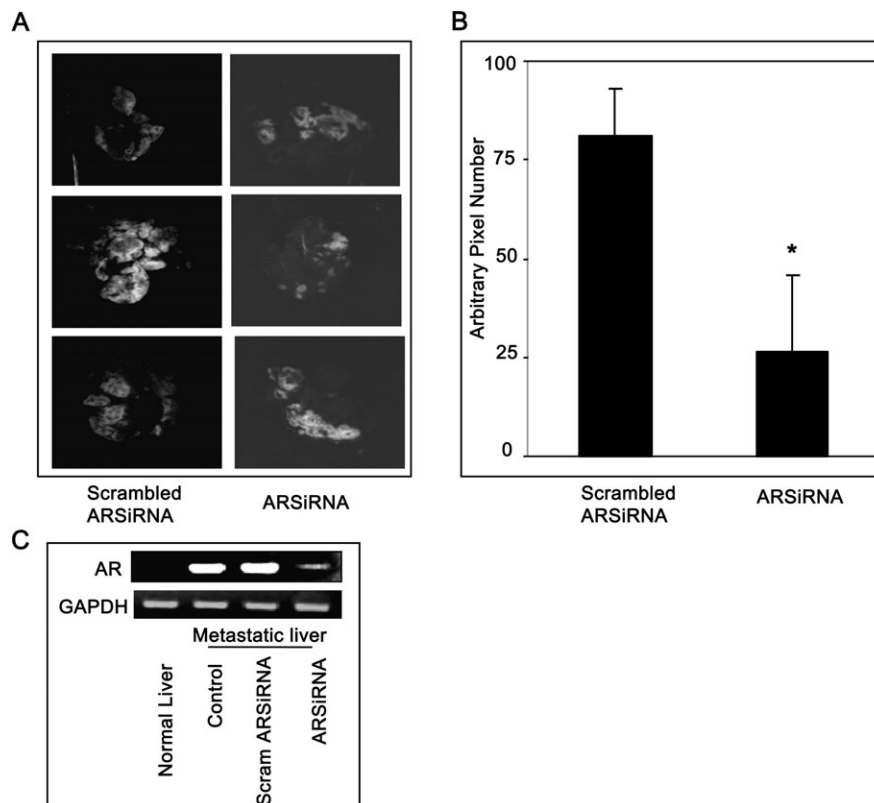 A
Scrambled
ARSiRNA
ARSiRNA
B
Arbitrary Pixel Number
100
75
50
25
0
*
Scrambled
ARSiRNA
ARSiRNA
C
AR
GAPDH
Metastatic liver
Normal Liver
Control
Scram ARSiRNA
ARSiRNA